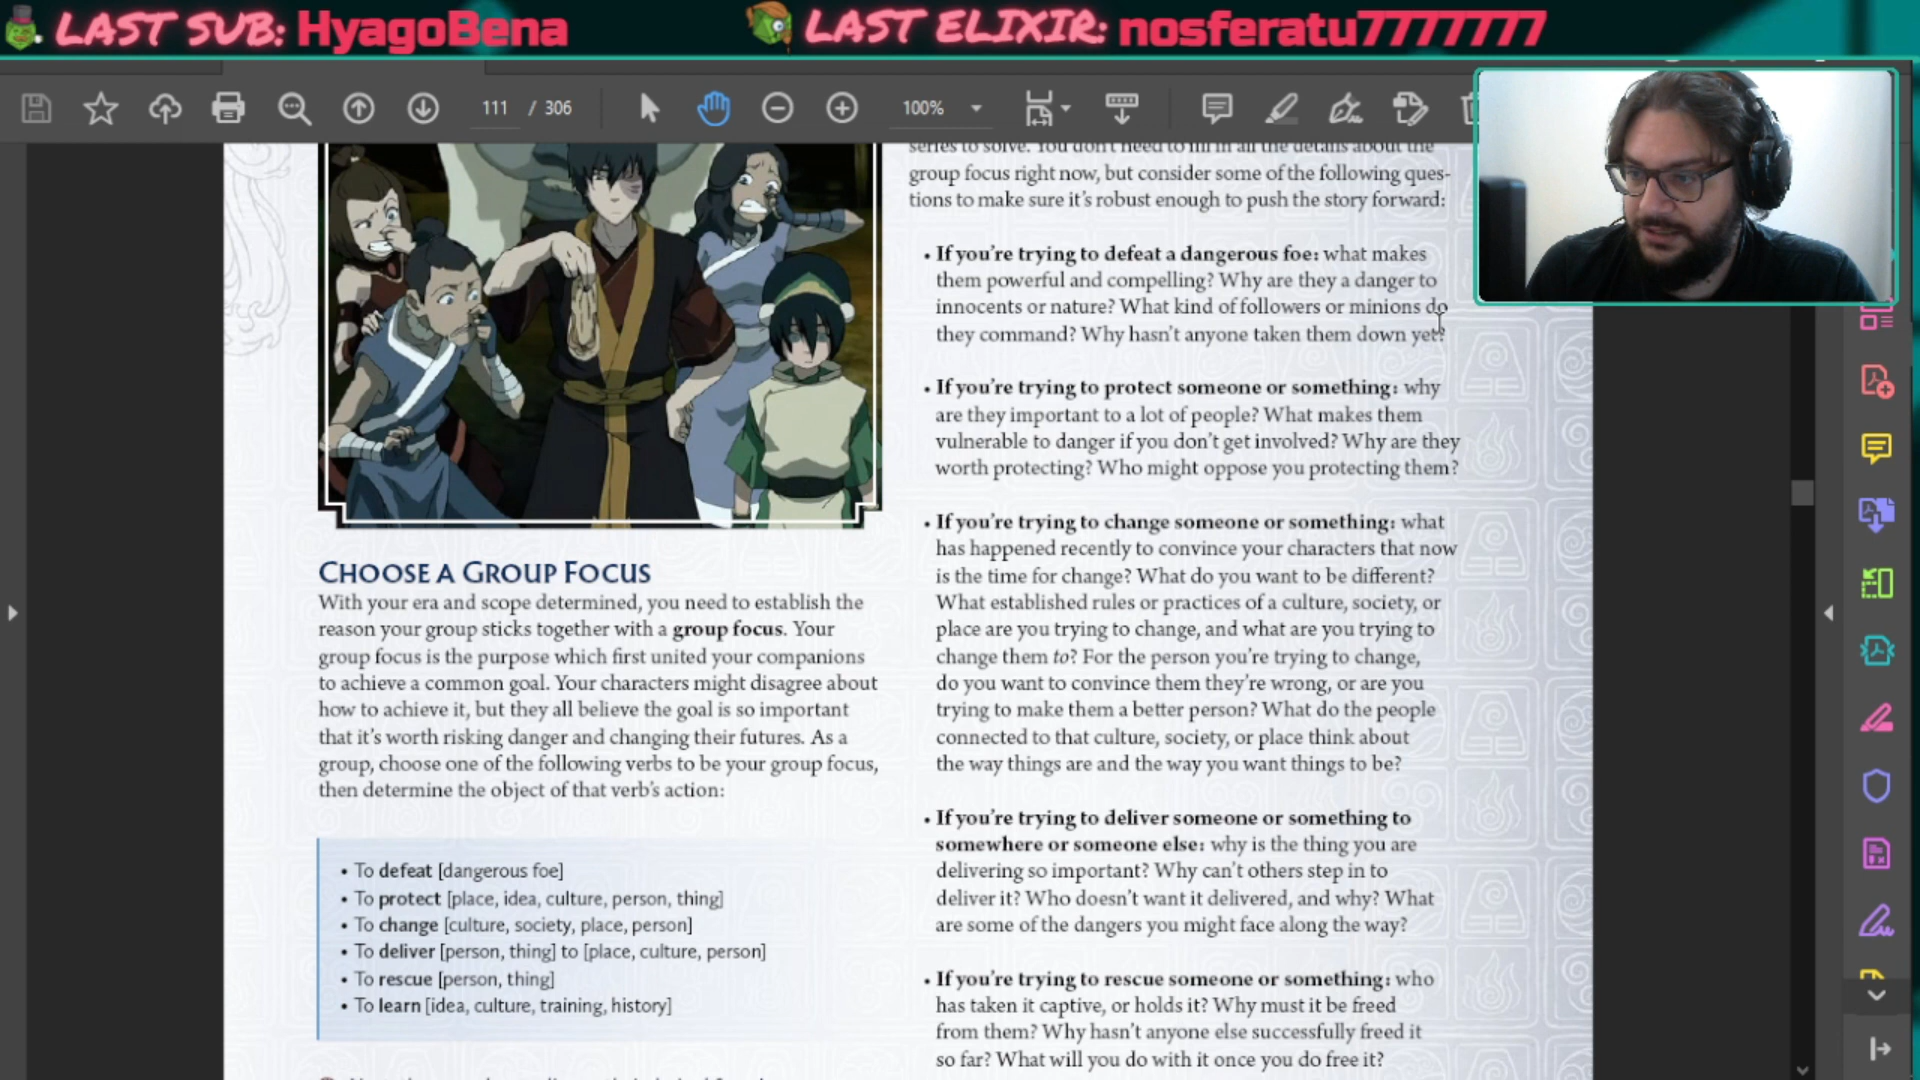 LAST SUB: HyagoBena
LAST ELIXIR: nosferatu7777777
111 / 306
100%
series to solve. You don't need to fill in all the details about the
group focus right now, but consider some of the following ques-
tions to make sure it's robust enough to push the story forward:
• If you're trying to defeat a dangerous foe: what makes
them powerful and compelling? Why are they a danger to
innocents or nature? What kind of followers or minions do
they command? Why hasn't anyone taken them down yet?
• If you're trying to protect someone or something: why
are they important to a lot of people? What makes them
vulnerable to danger if you don't get involved? Why are they
worth protecting? Who might oppose you protecting them?
• If you're trying to change someone or something: what
has happened recently to convince your characters that now
is the time for change? What do you want to be different?
What established rules or practices of a culture, society, or
place are you trying to change, and what are you trying to
change them to? For the person you're trying to change,
do you want to convince them they're wrong, or are you
trying to make them a better person? What do the people
connected to that culture, society, or place think about
the way things are and the way you want things to be?
• If you're trying to deliver someone or something to
somewhere or someone else: why is the thing you are
delivering so important? Why can't others step in to
deliver it? Who doesn't want it delivered, and why? What
are some of the dangers you might face along the way?
• If you're trying to rescue someone or something: who
has taken it captive, or holds it? Why must it be freed
from them? Why hasn't anyone else successfully freed it
so far? What will you do with it once you do free it?
CHOOSE A GROUP FOCUS
With your era and scope determined, you need to establish the
reason your group sticks together with a group focus. Your
group focus is the purpose which first united your companions
to achieve a common goal. Your characters might disagree about
how to achieve it, but they all believe the goal is so important
that it's worth risking danger and changing their futures. As a
group, choose one of the following verbs to be your group focus,
then determine the object of that verb's action:
• To defeat [dangerous foe]
• To protect [place, idea, culture, person, thing]
• To change [culture, society, place, person]
• To deliver [person, thing] to [place, culture, person]
• To rescue [person, thing]
• To learn [idea, culture, training, history]